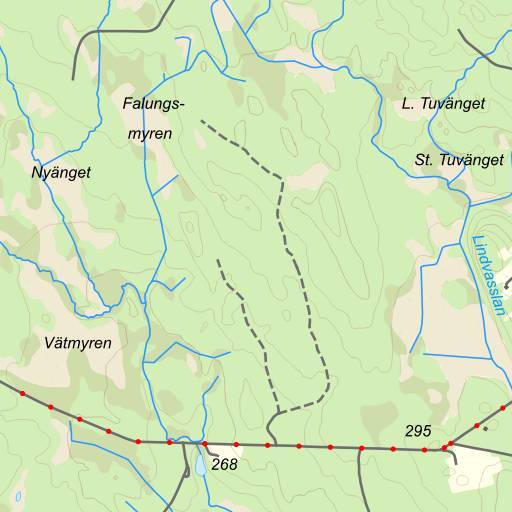 Falungs-
myren
L. Tuvänget
St. Tuvänget
Nyänget
Lindvasslan
Vätmyren
295
268